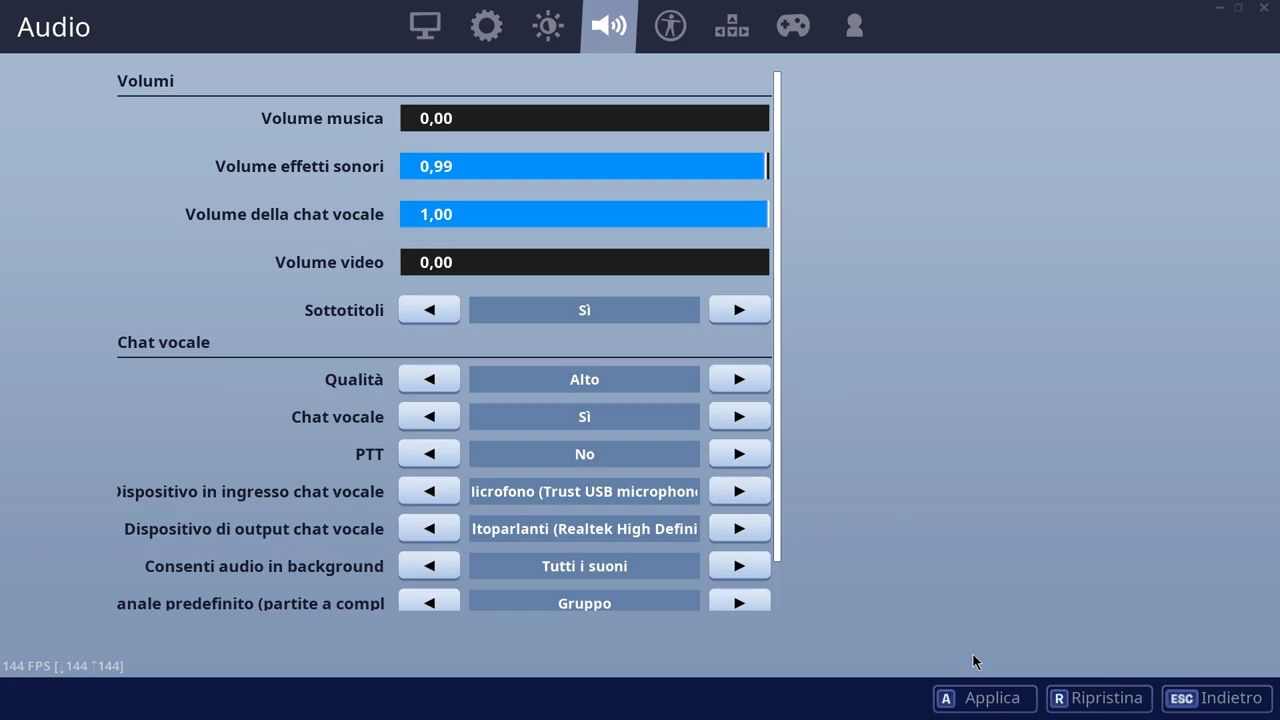 Audio
Volumi
Volume musica 0,00
Volume effetti sonori 0,99
Volume della chat vocale 1,00
Volume video 0,00
Sottotitoli Sì
Chat vocale
Qualità Alto
Chat vocale Sì
PTT No
Dispositivo in ingresso chat vocale licrofono (Trust USB microphone
Dispositivo di output chat vocale ltoparlanti (Realtek High Defini
Consenti audio in background Tutti i suoni
anale predefinito (partite a compl Gruppo
144 FPS [↓144 ↑144]
A Applica R Ripristina ESC Indietro